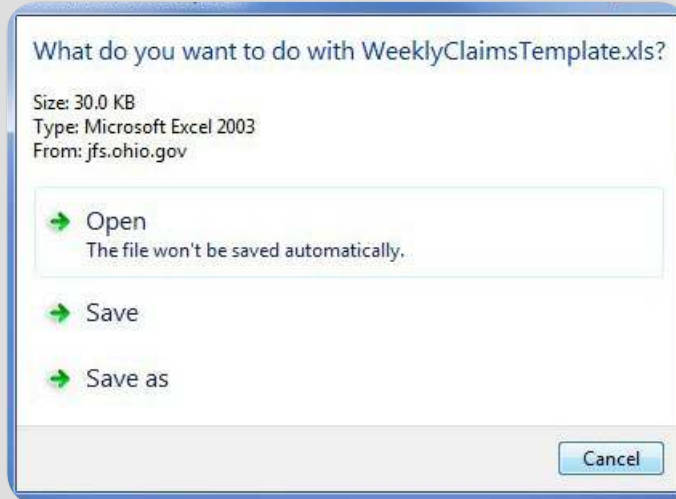 What do you want to do with WeeklyClaimsTemplate.xls?
Size: 30.0 KB
Type: Microsoft Excel 2003
From: jfs.ohio.gov
Open
The file won't be saved automatically.
Save
Save as
Cancel